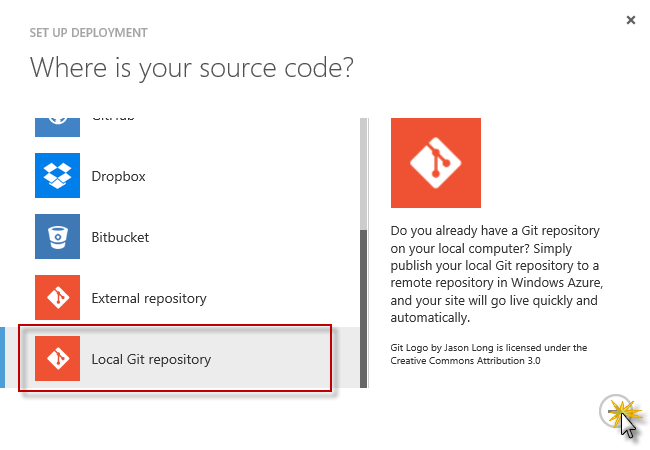 SET UP DEPLOYMENT
Where is your source code?
GitHub
Dropbox
Bitbucket
External repository
Local Git repository
Do you already have a Git repository
on your local computer? Simply
publish your local Git repository to a
remote repository in Windows Azure,
and your site will go live quickly and
automatically.
Git Logo by Jason Long is licensed under the
Creative Commons Attribution 3.0